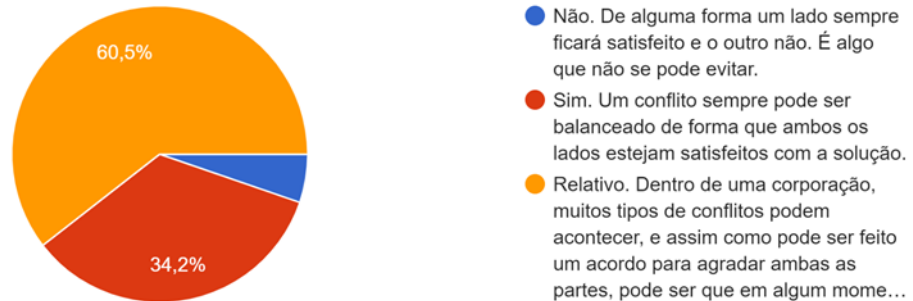 60,5%
34,2%
Não. De alguma forma um lado sempre
ficará satisfeito e o outro não. É algo
que não se pode evitar.
Sim. Um conflito sempre pode ser
balanceado de forma que ambos os
lados estejam satisfeitos com a solução.
Relativo. Dentro de uma corporação,
muitos tipos de conflitos podem
acontecer, e assim como pode ser feito
um acordo para agradar ambas as
partes, pode ser que em algum mome…